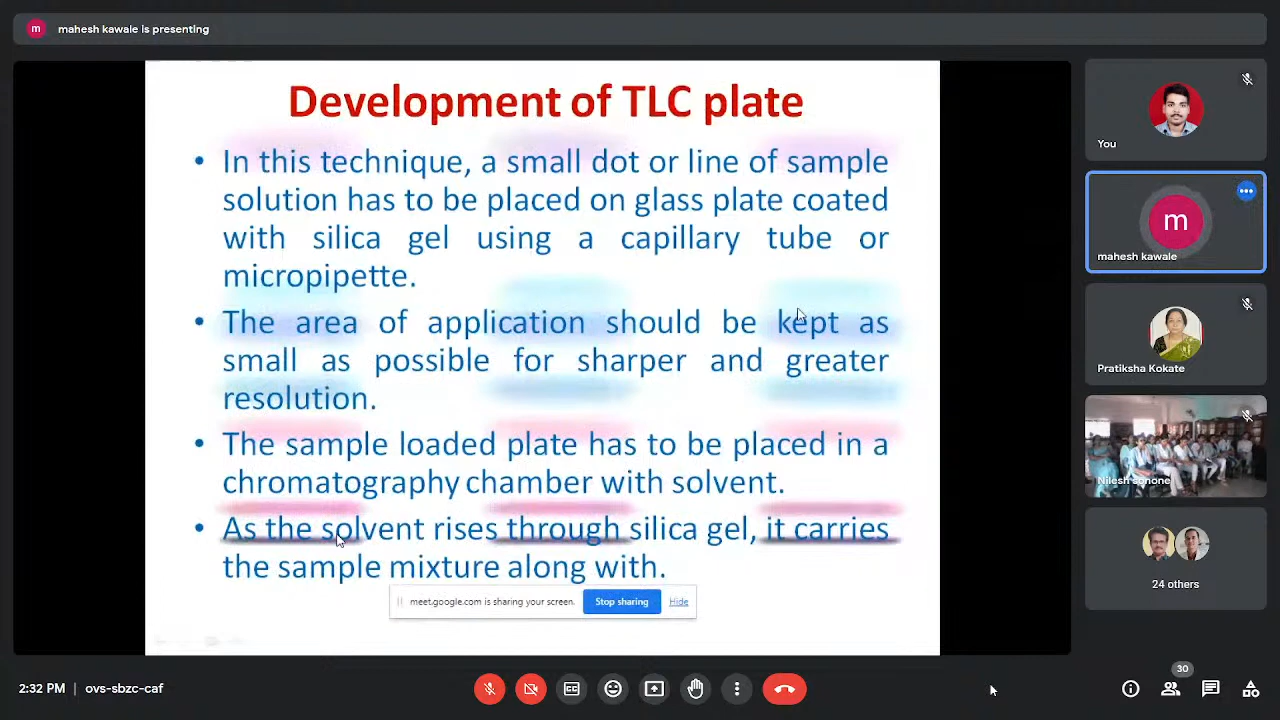 m mahesh kawale is presenting
Development of TLC plate
• In this technique, a small dot or line of sample
solution has to be placed on glass plate coated
with silica gel using a capillary tube or
micropipette.
• The area of application should be kept as
small as possible for sharper and greater
resolution.
• The sample loaded plate has to be placed in a
chromatography chamber with solvent.
• As the solvent rises through silica gel, it carries
the sample mixture along with.
meet.google.com is sharing your screen. Stop sharing Hide
You
m
mahesh kawale
Pratiksha Kokate
Nilesh sonone
24 others
2:32 PM | ovs-sbzc-caf
30